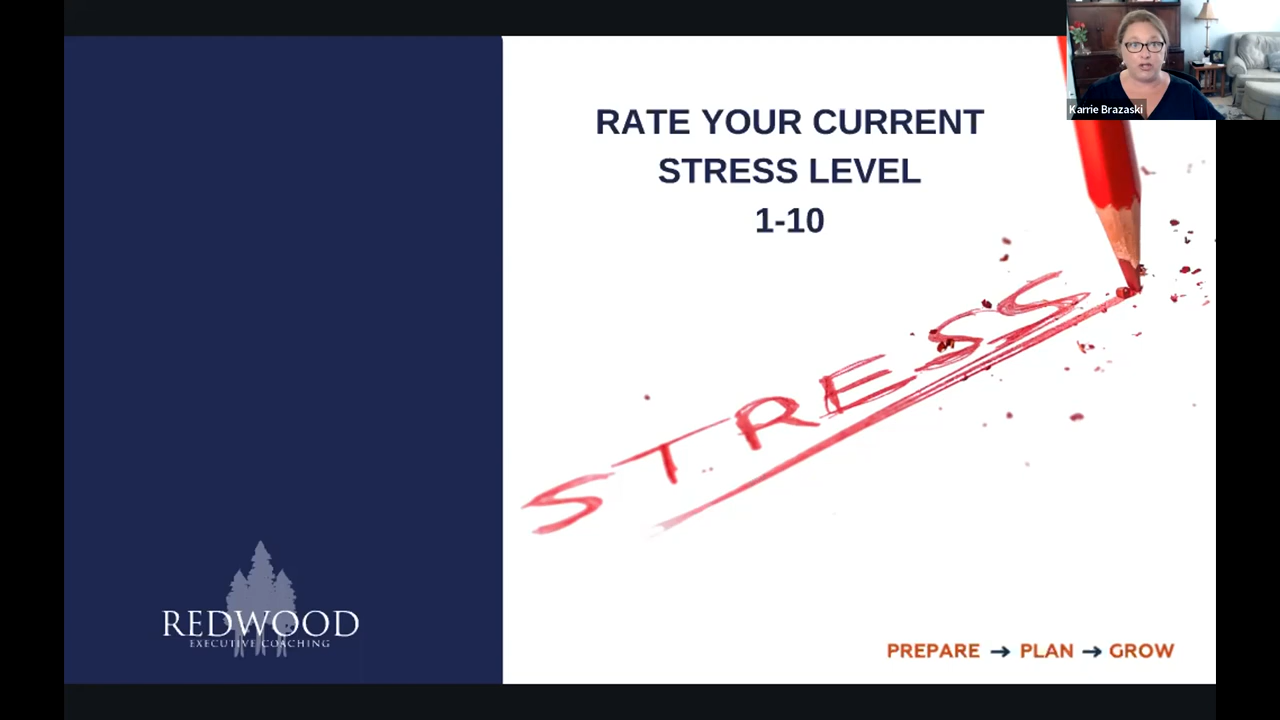 Karrie Brazaski
RATE YOUR CURRENT
STRESS LEVEL
1-10
STRESS
REDWOOD
EXECUTIVE COACHING
PREPARE → PLAN → GROW